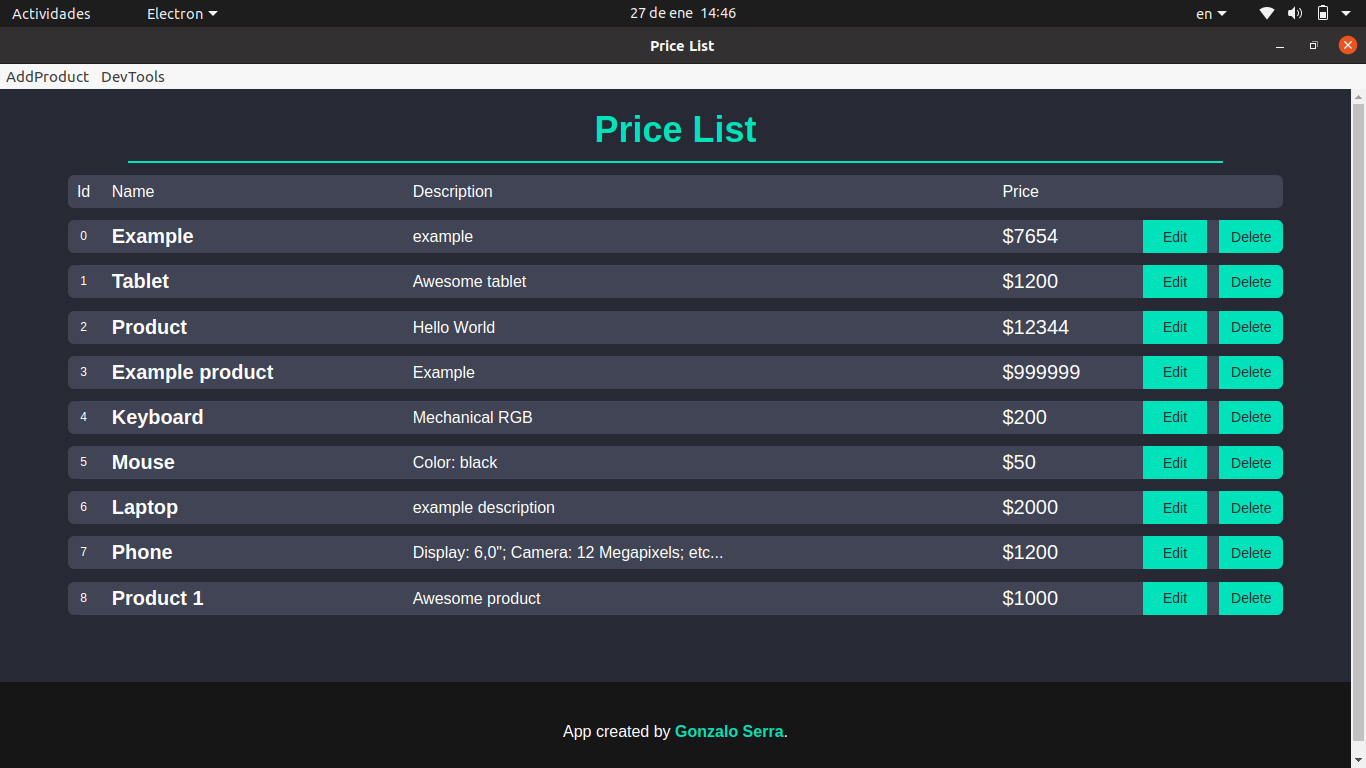 Actividades Electron 27 de ene 14:46 en
Price List
AddProduct DevTools
Price List
Id Name Description Price
0 Example example $7654 Edit Delete
1 Tablet Awesome tablet $1200 Edit Delete
2 Product Hello World $12344 Edit Delete
3 Example product Example $999999 Edit Delete
4 Keyboard Mechanical RGB $200 Edit Delete
5 Mouse Color: black $50 Edit Delete
6 Laptop example description $2000 Edit Delete
7 Phone Display: 6,0"; Camera: 12 Megapixels; etc... $1200 Edit Delete
8 Product 1 Awesome product $1000 Edit Delete
App created by Gonzalo Serra.